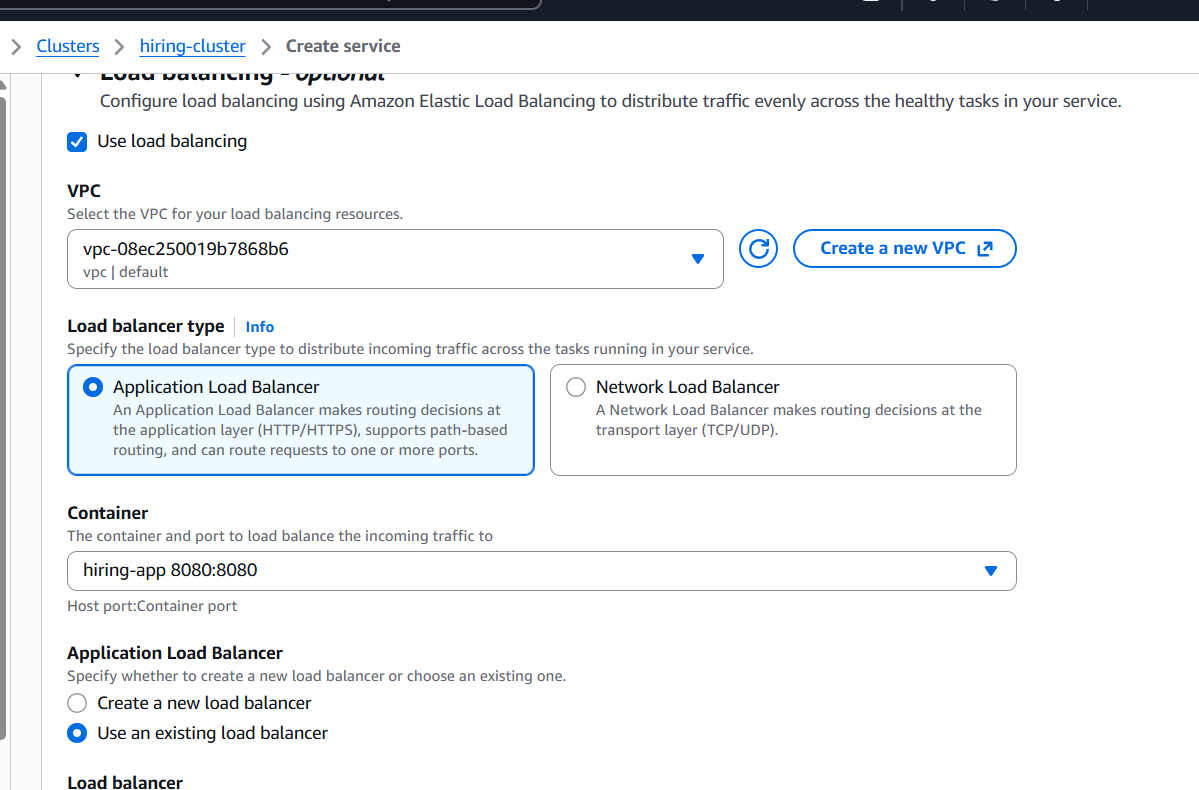 Clusters hiring-cluster Create service
Load balancing - optional
Configure load balancing using Amazon Elastic Load Balancing to distribute traffic evenly across the healthy tasks in your service.
Use load balancing
VPC
Select the VPC for your load balancing resources.
vpc-08ec250019b7868b6
vpc | default
Create a new VPC
Load balancer type Info
Specify the load balancer type to distribute incoming traffic across the tasks running in your service.
Application Load Balancer
An Application Load Balancer makes routing decisions at
the application layer (HTTP/HTTPS), supports path-based
routing, and can route requests to one or more ports.
Network Load Balancer
A Network Load Balancer makes routing decisions at the
transport layer (TCP/UDP).
Container
The container and port to load balance the incoming traffic to
hiring-app 8080:8080
Host port:Container port
Application Load Balancer
Specify whether to create a new load balancer or choose an existing one.
Create a new load balancer
Use an existing load balancer
Load balancer